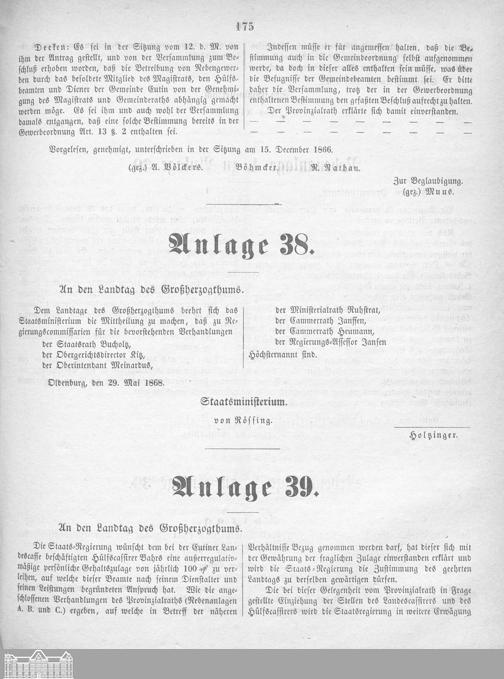 175
Deeken: Es sei in der Sitzung vom 12. d. M. von
ihm der Antrag gestellt, und von der Versammlung zum Be-
schluß erhoben worden, daß die Betreibung von Nebengewer-
ben durch das besoldete Mitglied des Magistrats, den Hülfs-
beamten und Diener der Gemeinde Eutin von der Genehmi-
gung des Magistrats und Gemeinderaths abhängig gemacht
werden möge. Es sei ihm auch wohl der Versammlung
damals entgangen, daß eine solche Bestimmung bereits in der
Gewerbeordnung Art. 13 §. 2 enthalten sei.
Indessen müsse er für angemessen halten, daß die Be-
stimmung auch in die Gemeindeordnung selbst aufgenommen
werde, da doch in dieser alles enthalten sein müsse, was über
die Befugnisse der Gemeindebeamten bestimmt sei. Er bitte
daher die Versammlung, trotz der in der Gewerbeordnung
enthaltenen Bestimmung den gefaßten Beschluß aufrecht zu halten.
Der Provinzialrath erklärte sich damit einverstanden.
— — — — — — — —
— — — — — — — —
Vorgelesen, genehmigt, unterschrieben in der Sitzung am 15. December 1866.
(gez.) A. Völckers. Böhmcker. R. Nathan.
Zur Beglaubigung.
(gez.) Muus.
Anlage 38.
An den Landtag des Großherzogthums.
Dem Landtage des Großherzogthums beehrt sich das
Staatsministerium die Mittheilung zu machen, daß zu Re-
gierungscommissarien für die bevorstehenden Verhandlungen
der Staatsrath Bucholtz,
der Obergerichtsdirector Kitz,
der Oberintendant Meinardus,
der Ministerialrath Ruhstrat,
der Cammerrath Janssen,
der Cammerrath Heumann,
der Regierungs-Assessor Jansen
Höchsternannt sind.
Oldenburg, den 29. Mai 1868.
Staatsministerium.
von Rössing.
Holtzinger.
Anlage 39.
An den Landtag des Großherzogthums.
Die Staats-Regierung wünscht dem bei der Eutiner Lan-
descasse beschäftigten Hülfscassirer Bahrs eine außerregulativ-
mäßige persönliche Gehaltszulage von jährlich 100 ₰ zu ver-
leihen, auf welche dieser Beamte nach seinem Dienstalter und
seinen Leistungen begründeten Anspruch hat. Wie die ange-
schlossenen Verhandlungen des Provinzialraths (Nebenanlagen
A. B. und C.) ergeben, auf welche in Betreff der näheren
Verhältnisse Bezug genommen werden darf, hat dieser sich mit
der Gewährung der fraglichen Zulage einverstanden erklärt und
wird die Staats-Regierung die Zustimmung des geehrten
Landtags zu derselben gewärtigen dürfen.
Die bei dieser Gelegenheit vom Provinzialrath in Frage
gestellte Einziehung der Stellen des Landescassirers und des
Hülfscassirers wird die Staatsregierung in weitere Erwägung